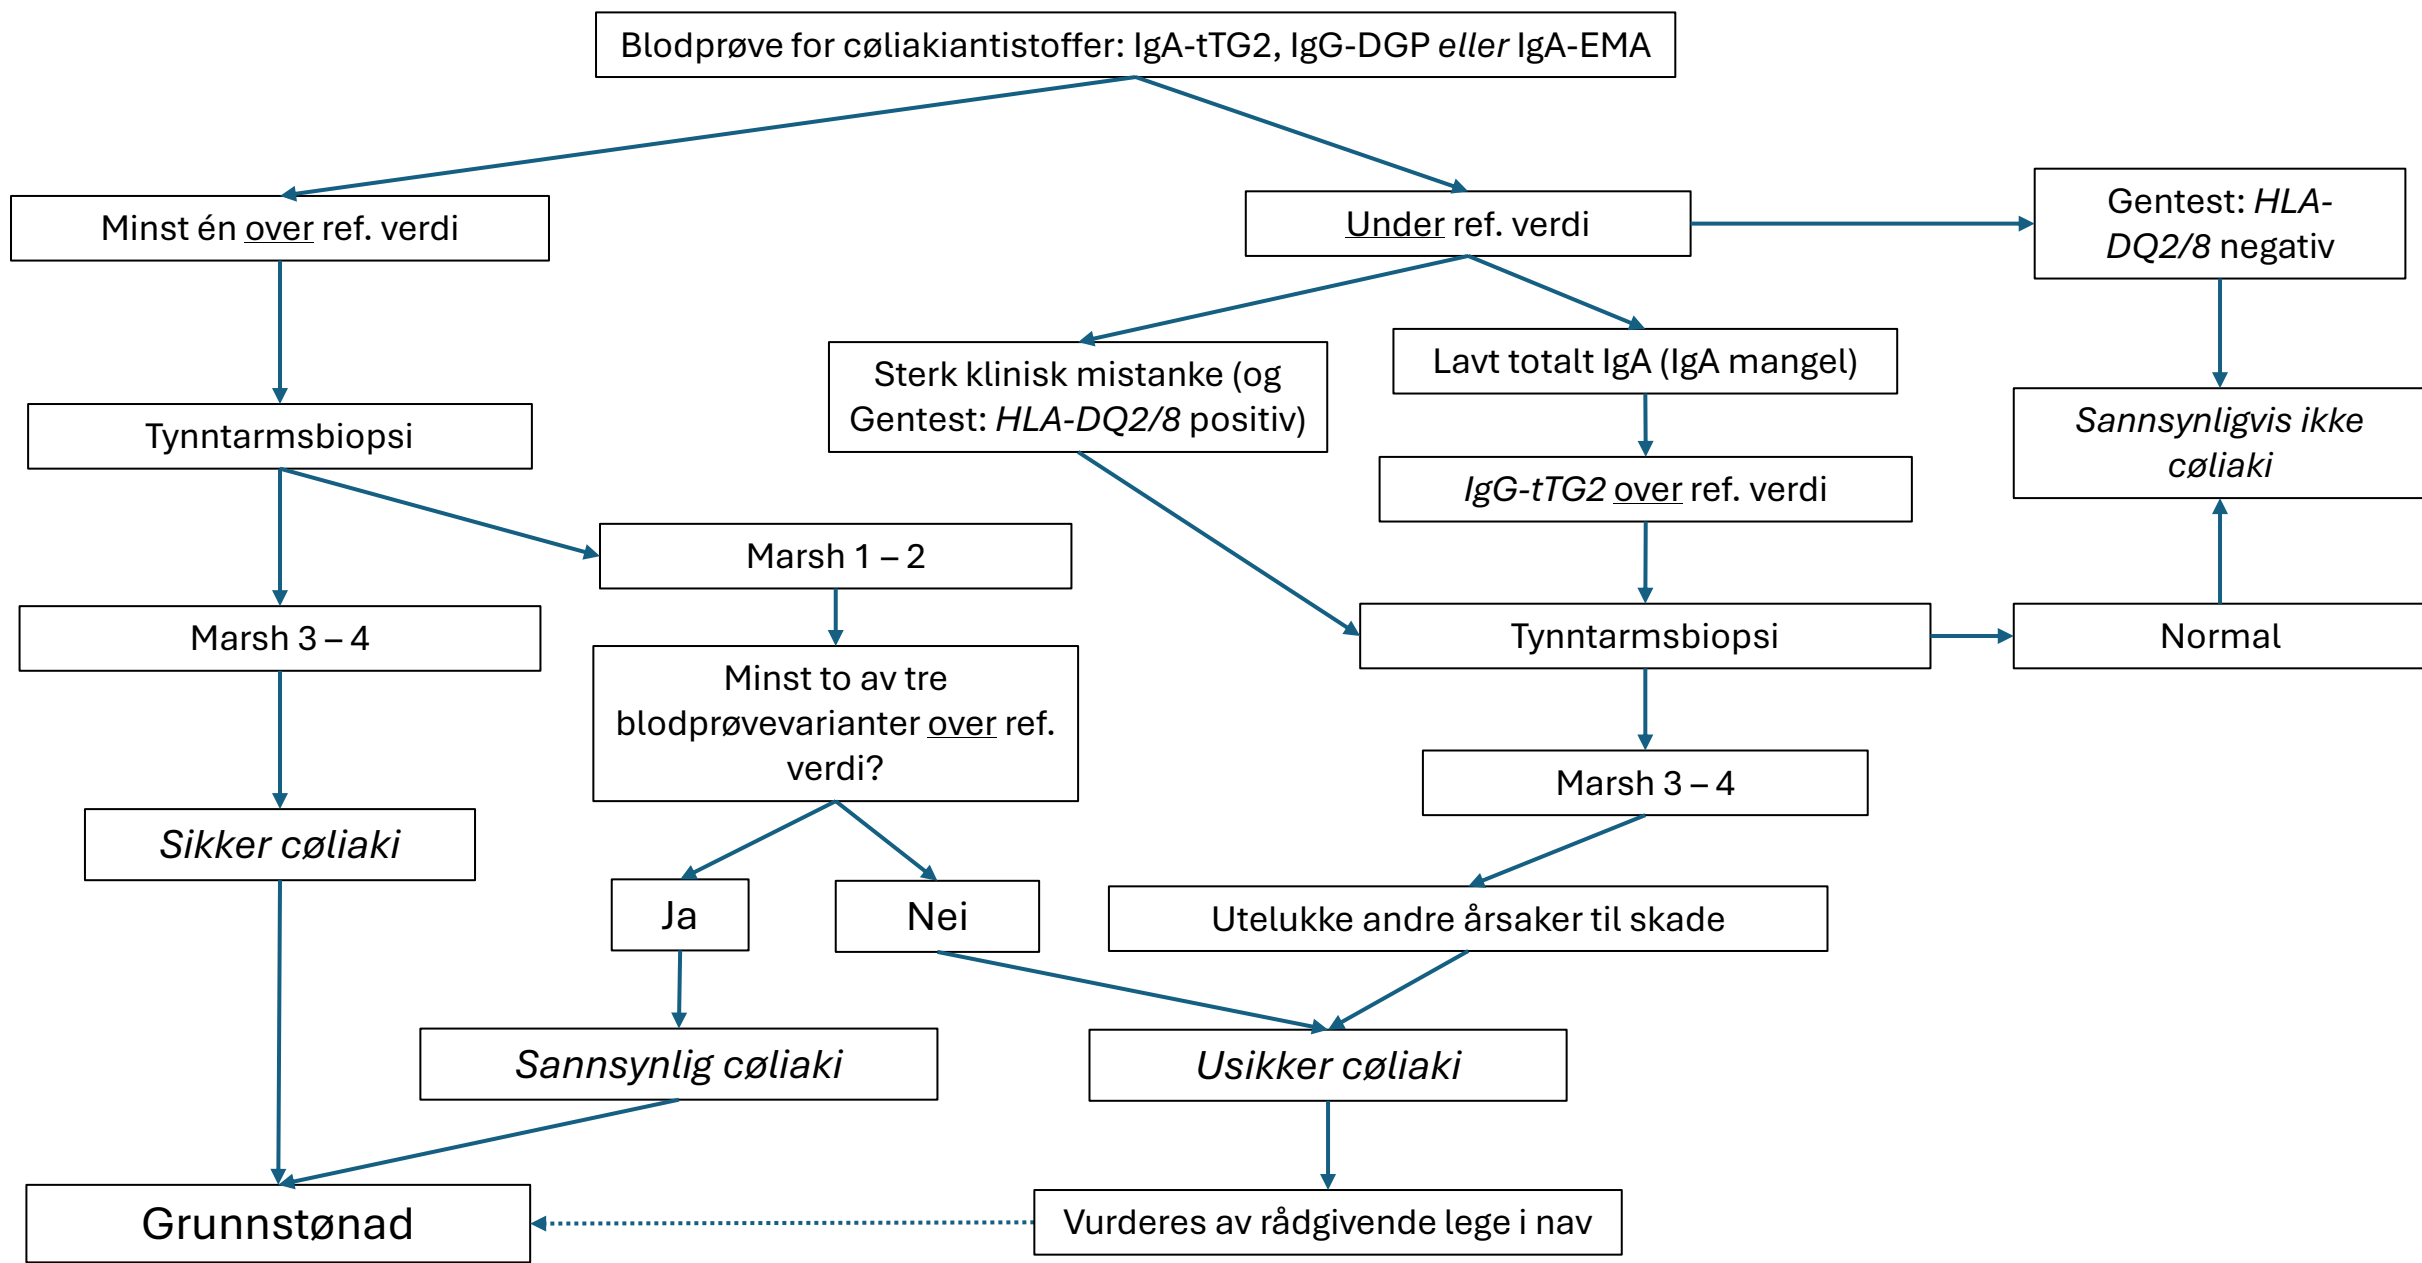 Blodprøve for cøliakiantistoffer: IgA-tTG2, IgG-DGP eller IgA-EMA
Minst én over ref. verdi
Under ref. verdi
Gentest: HLA-
DQ2/8 negativ
Sterk klinisk mistanke (og
Gentest: HLA-DQ2/8 positiv)
Lavt totalt IgA (IgA mangel)
Tynntarmsbiopsi
Sannsynligvis ikke
cøliaki
IgG-tTG2 over ref. verdi
Marsh 1 – 2
Marsh 3 – 4
Tynntarmsbiopsi
Normal
Minst to av tre
blodprøvevarianter over ref.
verdi?
Marsh 3 – 4
Sikker cøliaki
Ja
Nei
Utelukke andre årsaker til skade
Sannsynlig cøliaki
Usikker cøliaki
Grunnstønad
Vurderes av rådgivende lege i nav